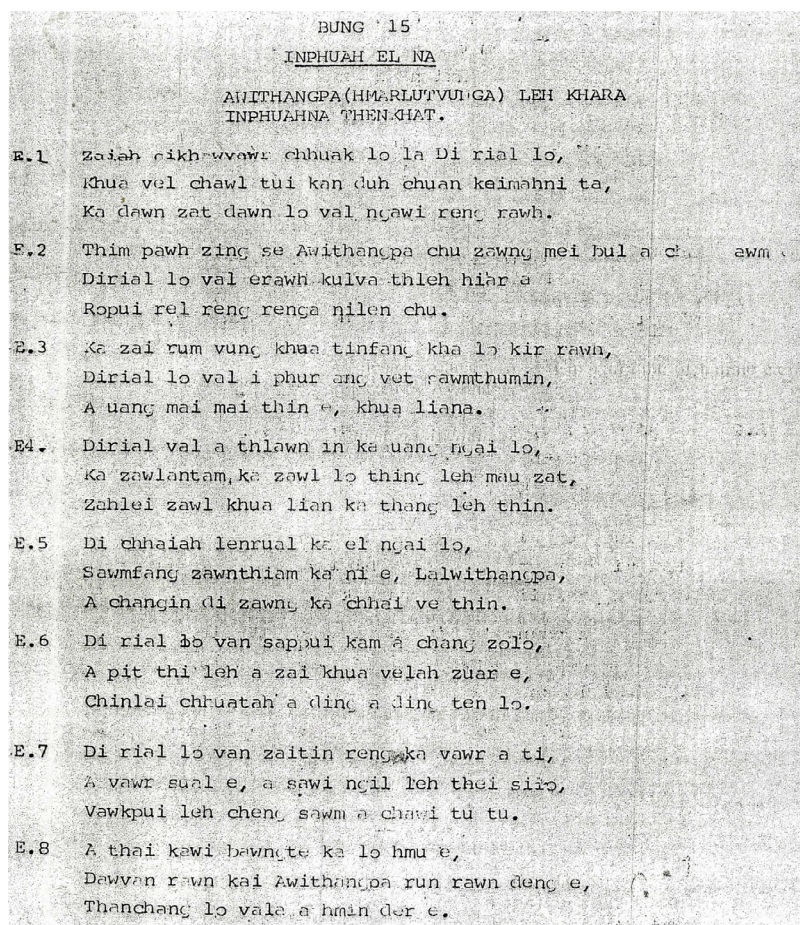 BUNG '15'
INPHUAH EL NA
AWITHANGPA(HMARLUTVUNGA) LEH KHARA
INPHUAHNA THENKHAT.
E.1 Zaiah chhuak lo la Di rial lo,
Khua vel chawl tui kan duh chuan keimahni ta,
Ka dawn zat dawn lo val ngawi reng rawh.
E.2 Thim pawh zing se Awithangpa chu zawng mei bul a awm
Dirial lo val erawh kulva thleh hiar a
Ropui rel reng renga nilen chu.
E.3 Ka zai rum vung khua tinfang kha lo kir rawh,
Dirial lo val i phur ang vet rawmthumin,
A uang mai mai thin e, khua liana.
E4. Dirial val a thlawn in ka uang ngai lo,
Ka zawlantam, ka zawl lo thing leh mau zat,
Zahlei zawl khua lian ka thang leh thin.
E.5 Di chhaiah lenrual ka el ngai lo,
Sawmfang zawnthiam ka ni e, Lalwithangpa,
A changin di zawng ka chhai ve thin.
E.6 Di rial lo van sappui kam a chang zolo,
A pit thi leh a zai khua velah zuar e,
Chinlai chhuatah a ding a ding ten lo.
E.7 Di rial lo van zaitin reng ka vawr a ti,
A vawr sual e, a sawi ngil leh thei silo,
Vawkpui leh cheng sawm a chawi tu tu.
E.8 A thai kawi bawngte ka lo hmu e,
Dawvan rawn kai Awithangpa run rawn deng e,
Thanchang lo vala a hmin der e.